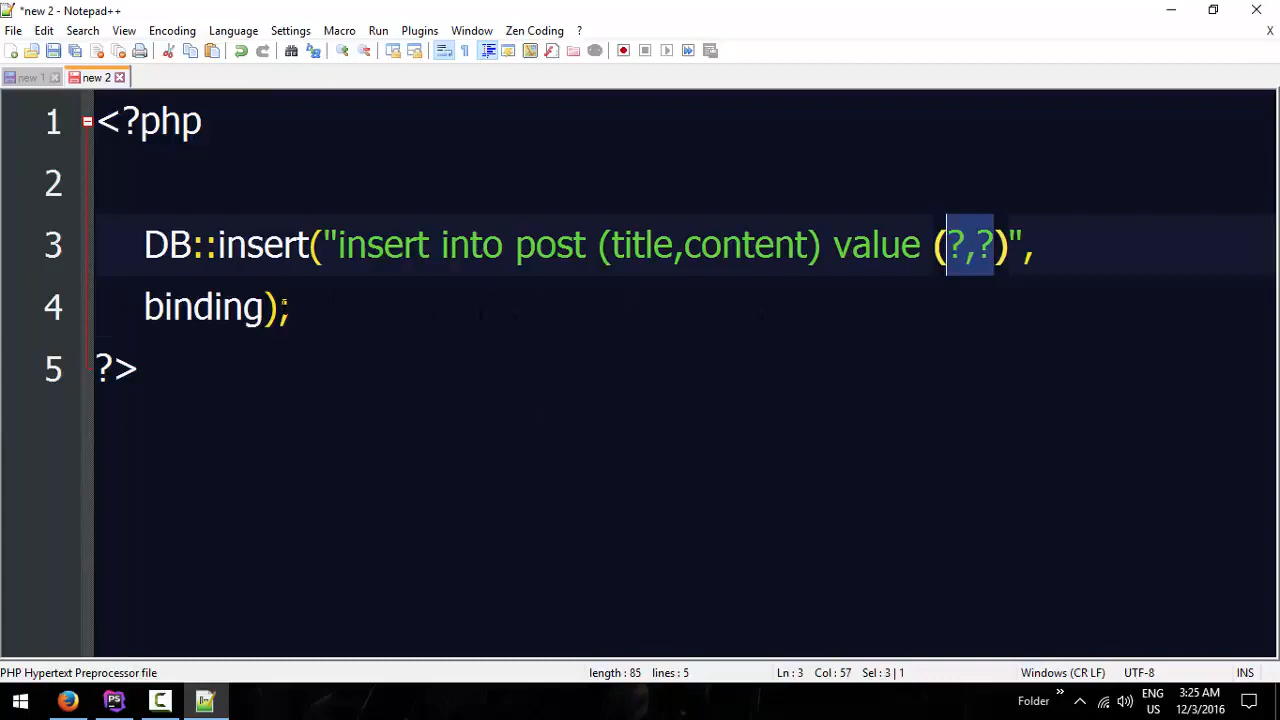 *new 2 - Notepad++
File Edit Search View Encoding Language Settings Macro Run Plugins Window Zen Coding ?
new 1 new 2
1 <?php
2
3 DB::insert("insert into post (title,content) value (?,?)",
4 binding);
5 ?>
PHP Hypertext Preprocessor file length : 85 lines : 5 Ln : 3 Col : 57 Sel : 3 | 1 Windows (CR LF) UTF-8 INS
Folder ENG 3:25 AM
US 12/3/2016